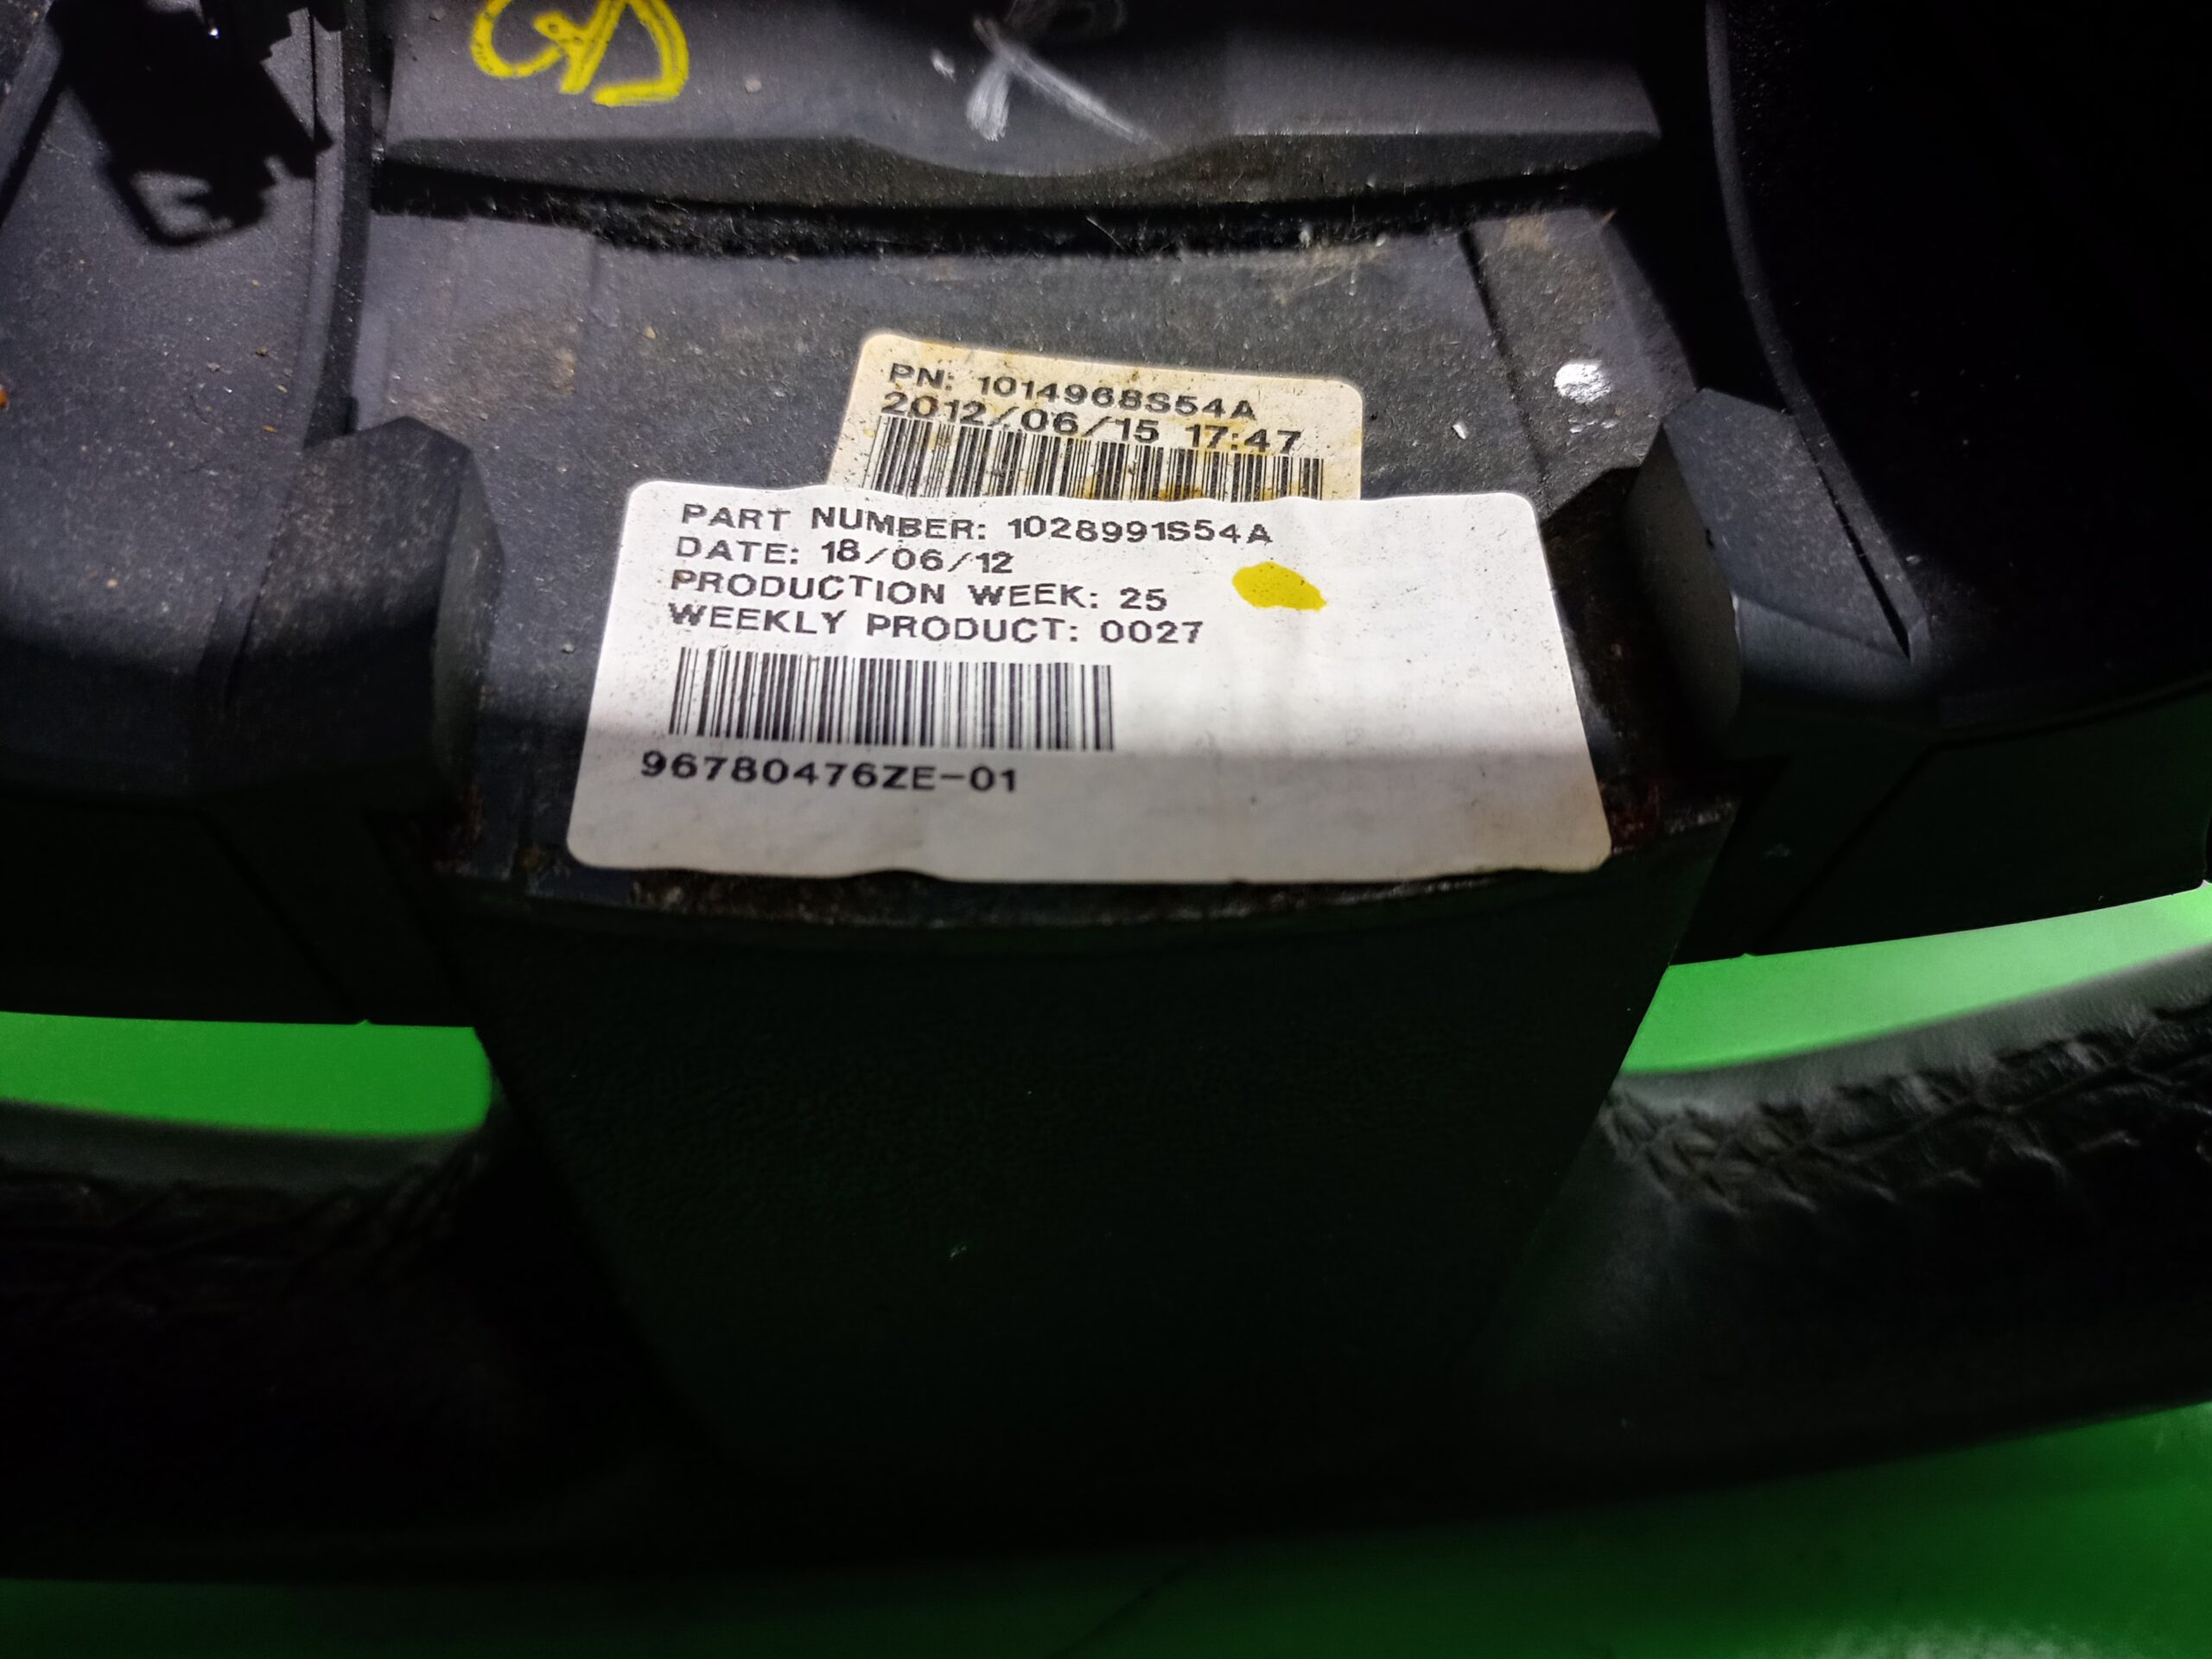 PN: 1014968S54A
2012/06/15 17:47
PART NUMBER: 1028991S54A
DATE: 18/06/12
PRODUCTION WEEK: 25
WEEKLY PRODUCT: 0027
96780476ZE-01